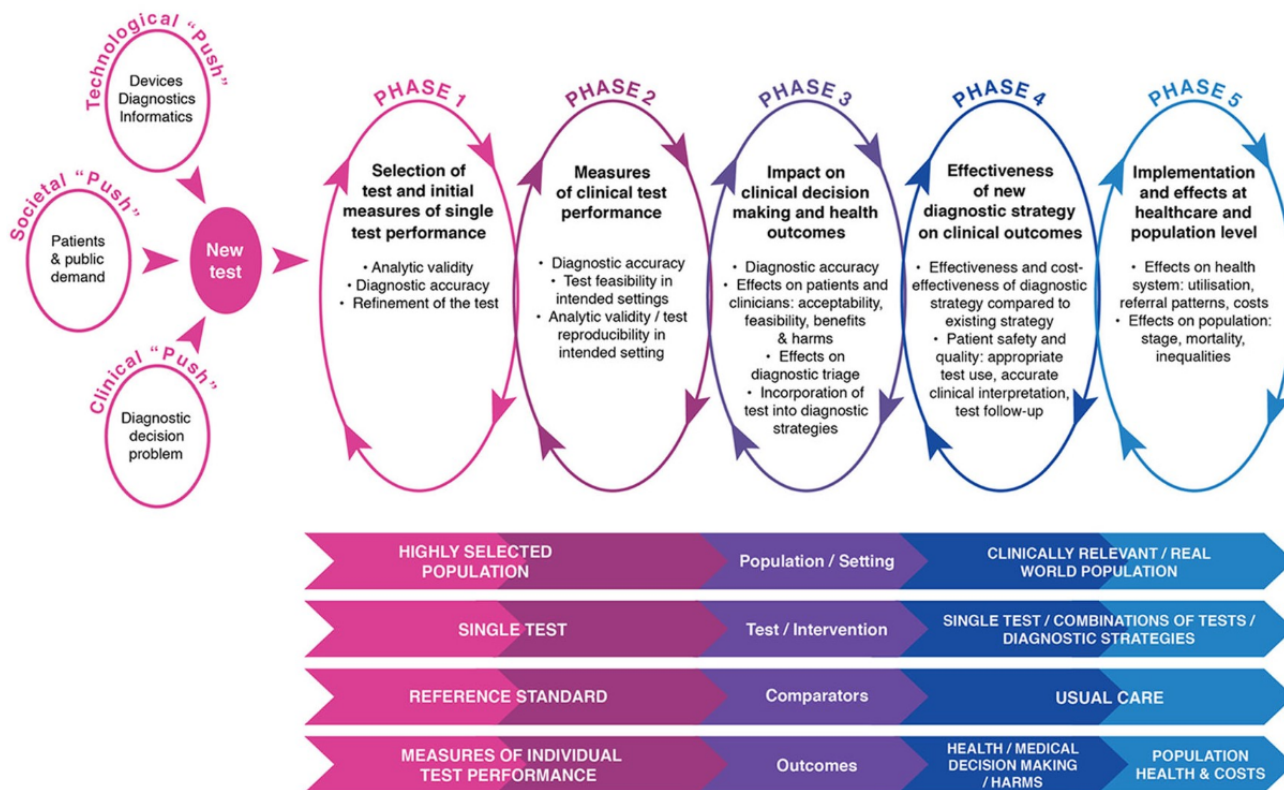 Technological “Push”
Devices
Diagnostics
Informatics
Societal “Push”
Patients
& public
demand
Clinical “Push”
Diagnostic
decision
problem
New
test
PHASE 1
Selection of
test and initial
measures of single
test performance
• Analytic validity
• Diagnostic accuracy
• Refinement of the test
PHASE 2
Measures
of clinical test
performance
• Diagnostic accuracy
• Test feasibility in
intended settings
• Analytic validity / test
reproducibility in
intended setting
PHASE 3
Impact on
clinical decision
making and health
outcomes
• Diagnostic accuracy
• Effects on patients and
clinicians: acceptability,
feasibility, benefits
& harms
• Effects on
diagnostic triage
• Incorporation of
test into diagnostic
strategies
PHASE 4
Effectiveness
of new
diagnostic strategy
on clinical outcomes
• Effectiveness and cost-
effectiveness of diagnostic
strategy compared to
existing strategy
• Patient safety and
quality: appropriate
test use, accurate
clinical interpretation,
test follow-up
PHASE 5
Implementation
and effects at
healthcare and
population level
• Effects on health
system: utilisation,
referral patterns, costs
• Effects on population:
stage, mortality,
inequalities
HIGHLY SELECTED
POPULATION
Population / Setting
CLINICALLY RELEVANT / REAL
WORLD POPULATION
SINGLE TEST
Test / Intervention
SINGLE TEST / COMBINATIONS OF TESTS /
DIAGNOSTIC STRATEGIES
REFERENCE STANDARD
Comparators
USUAL CARE
MEASURES OF INDIVIDUAL
TEST PERFORMANCE
Outcomes
HEALTH / MEDICAL
DECISION MAKING
/ HARMS
POPULATION
HEALTH & COSTS